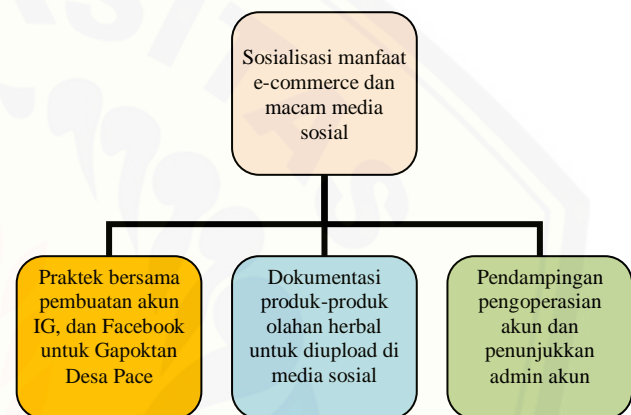 Sosialisasi manfaat
e-commerce dan
macam media
sosial
Praktek bersama
pembuatan akun
IG, dan Facebook
untuk Gapoktan
Desa Pace
Dokumentasi
produk-produk
olahan herbal
untuk diupload di
media sosial
Pendampingan
pengoperasian
akun dan
penunjukkan
admin akun